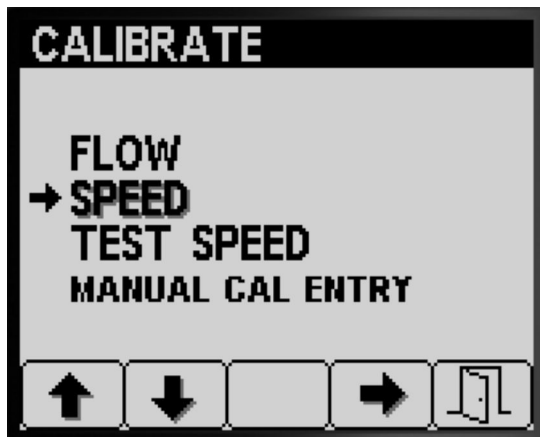 CALIBRATE
FLOW
SPEED
TEST SPEED
MANUAL CAL ENTRY